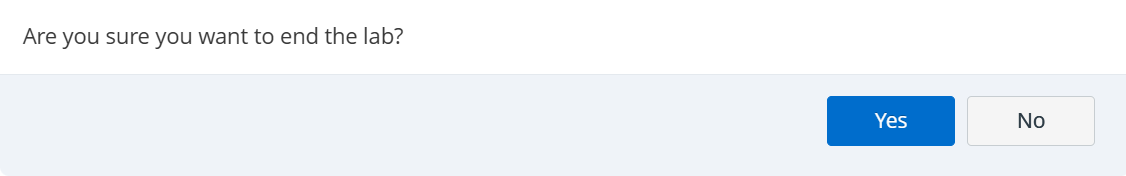 Are you sure you want to end the lab?
Yes
No